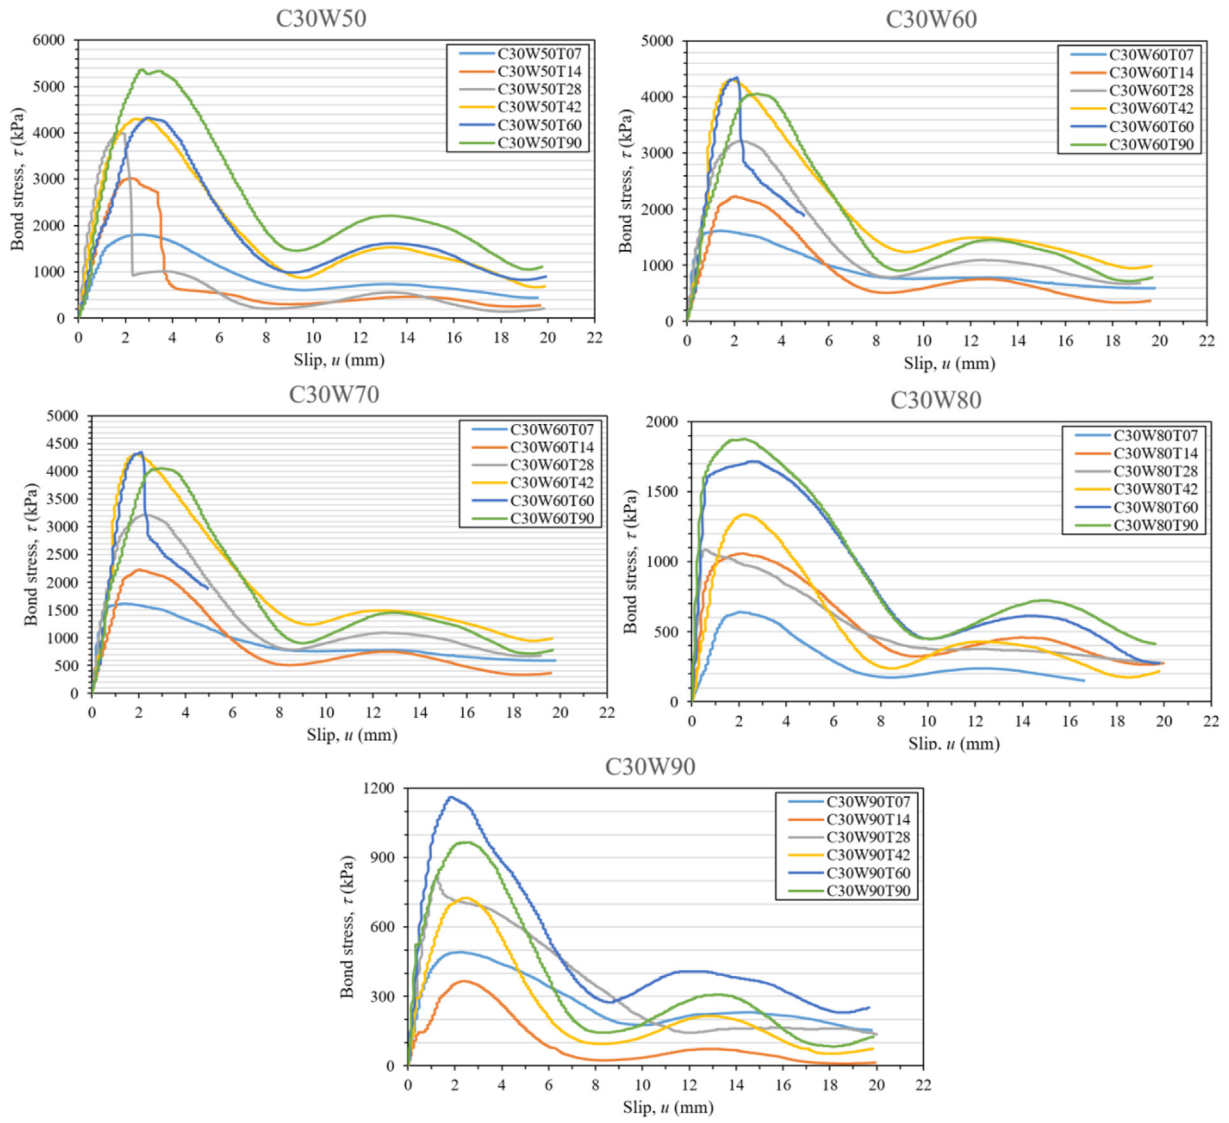 C30W50
6000
5000
4000
3000
2000
1000
0
Bond stress, τ (kPa)
C30W50T07
C30W50T14
C30W50T28
C30W50T42
C30W50T60
C30W50T90
0 2 4 6 8 10 12 14 16 18 20 22
Slip, u (mm)
C30W60
5000
4000
3000
2000
1000
0
Bond stress, τ (kPa)
C30W60T07
C30W60T14
C30W60T28
C30W60T42
C30W60T60
C30W60T90
0 2 4 6 8 10 12 14 16 18 20 22
Slip, u (mm)
C30W70
5000
4500
4000
3500
3000
2500
2000
1500
1000
500
0
Bond stress, τ (kPa)
C30W60T07
C30W60T14
C30W60T28
C30W60T42
C30W60T60
C30W60T90
0 2 4 6 8 10 12 14 16 18 20 22
Slip, u (mm)
C30W80
2000
1500
1000
500
0
Bond stress, τ (kPa)
C30W80T07
C30W80T14
C30W80T28
C30W80T42
C30W80T60
C30W80T90
0 2 4 6 8 10 12 14 16 18 20 22
Slip, u (mm)
C30W90
1200
900
600
300
0
Bond stress, τ (kPa)
C30W90T07
C30W90T14
C30W90T28
C30W90T42
C30W90T60
C30W90T90
0 2 4 6 8 10 12 14 16 18 20 22
Slip, u (mm)